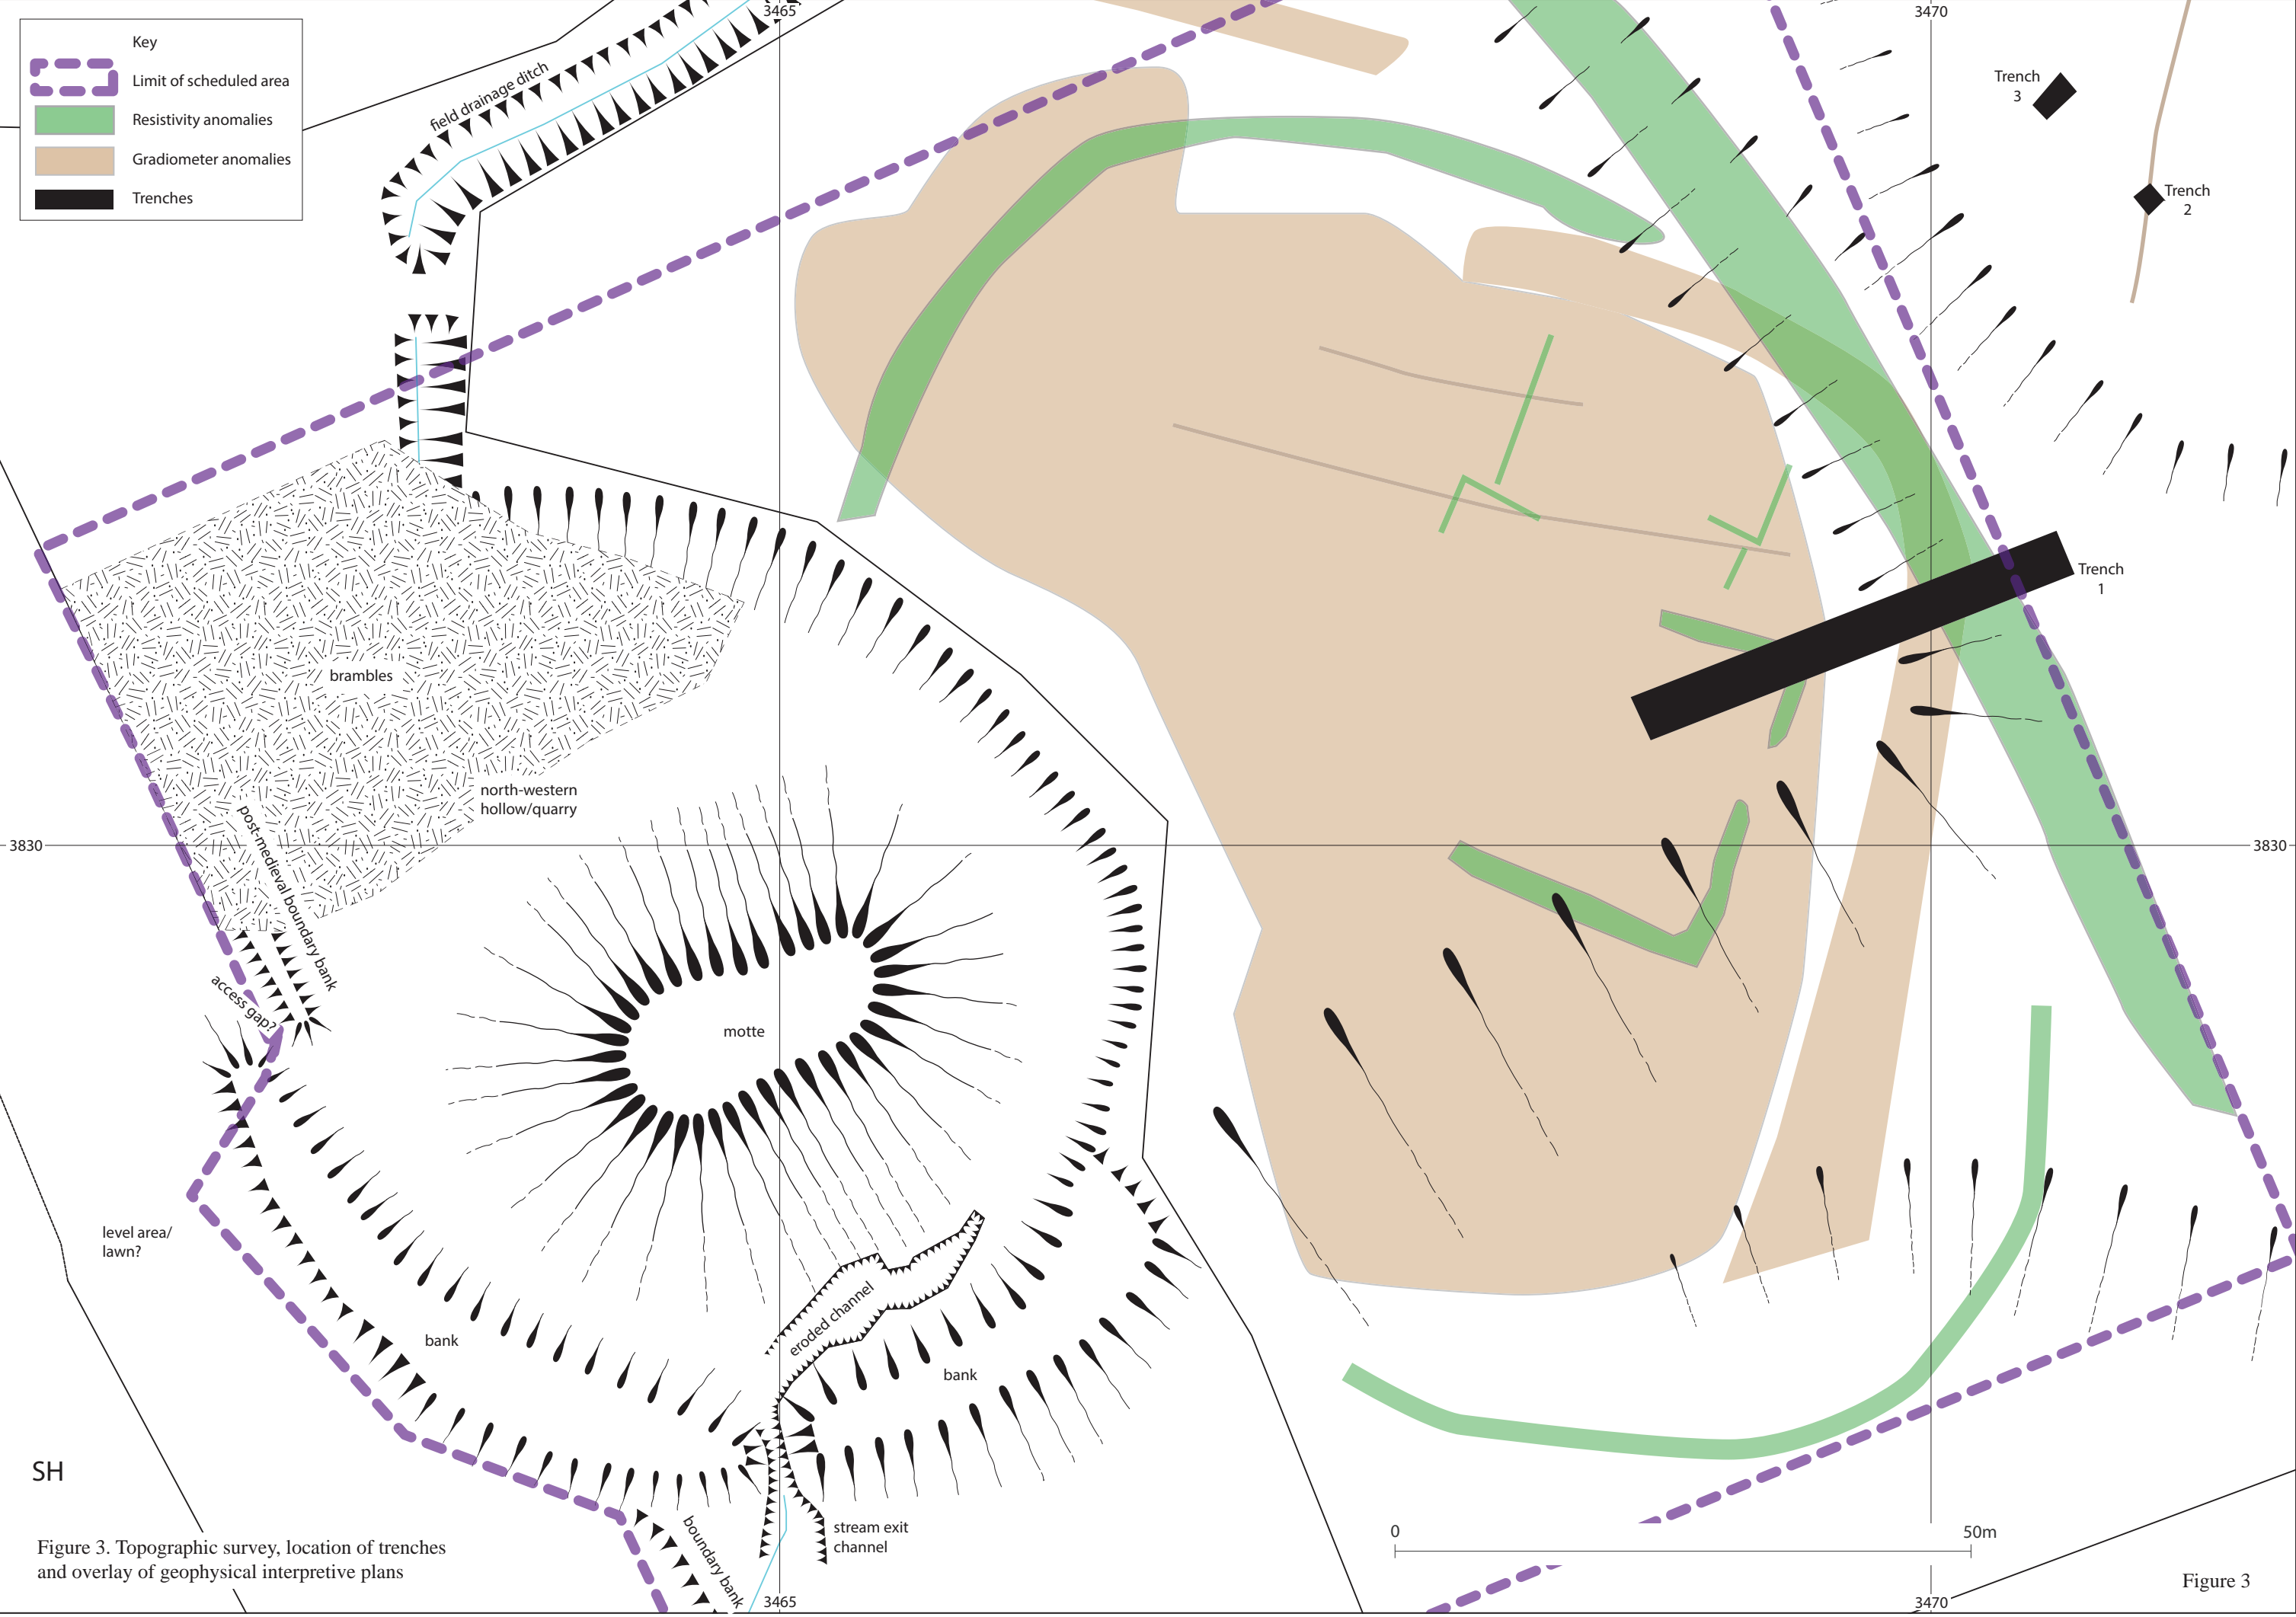 3465
3470
Key
Limit of scheduled area
Resistivity anomalies
Gradiometer anomalies
Trenches
field drainage ditch
Trench
3
Trench
2
Trench
1
brambles
north-western
hollow/quarry
post-medieval boundary bank
3830
3830
access gap?
motte
level area/
lawn?
eroded channel
bank
bank
SH
stream exit
channel
boundary bank
0
50m
Figure 3. Topographic survey, location of trenches
and overlay of geophysical interpretive plans
Figure 3
3465
3470